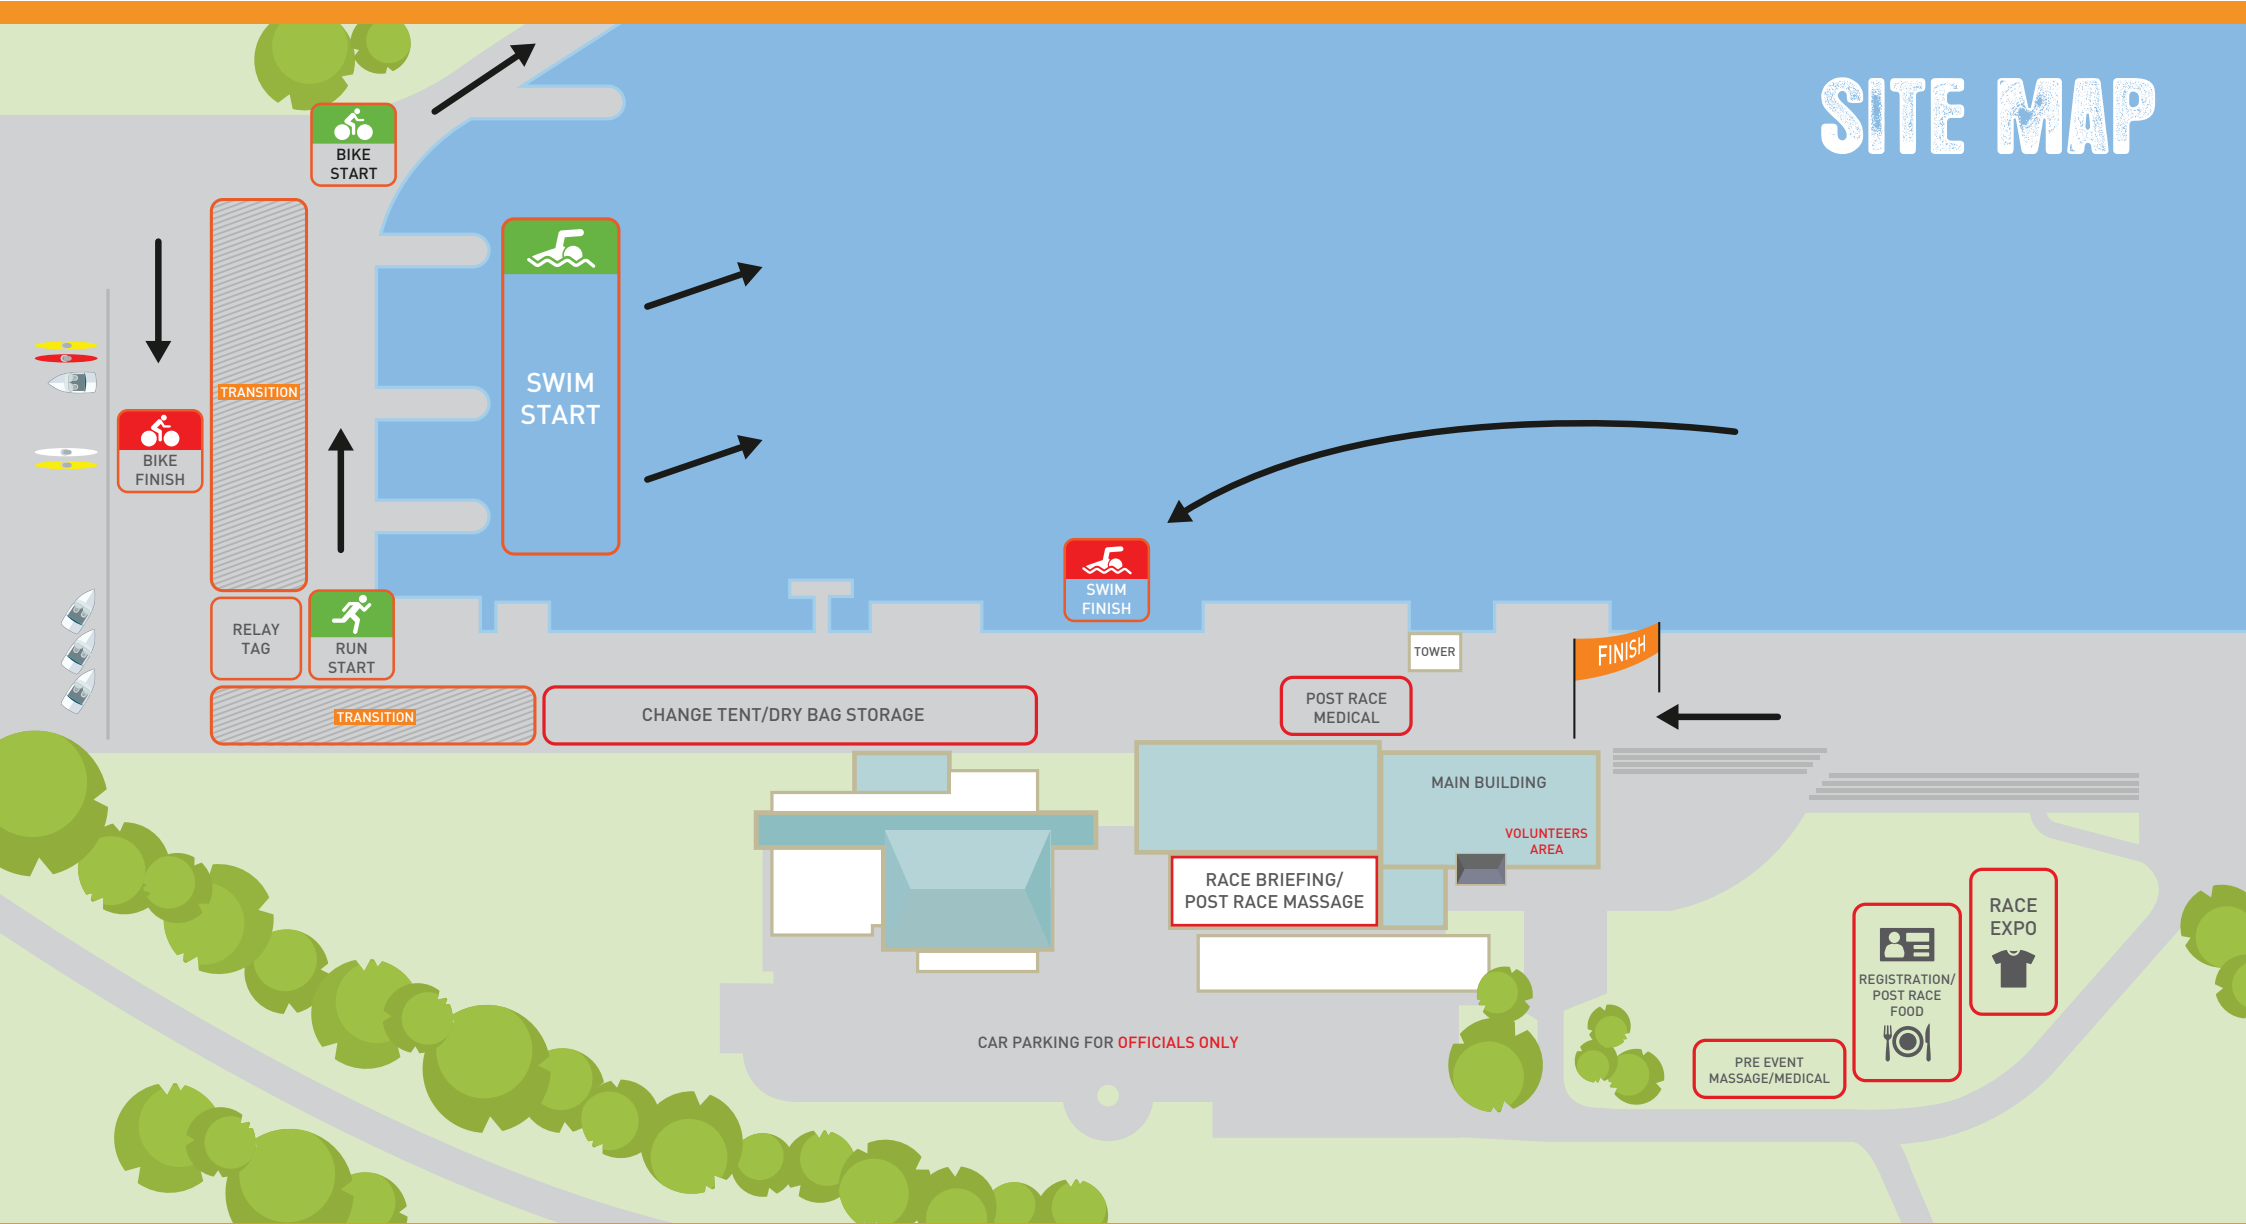 SITE MAP
BIKE
START
SWIM
START
TRANSITION
BIKE
FINISH
SWIM
FINISH
RELAY
TAG
RUN
START
TOWER
FINISH
TRANSITION
CHANGE TENT/DRY BAG STORAGE
POST RACE
MEDICAL
MAIN BUILDING
VOLUNTEERS
AREA
RACE BRIEFING/
POST RACE MASSAGE
RACE
EXPO
REGISTRATION/
POST RACE
FOOD
CAR PARKING FOR OFFICIALS ONLY
PRE EVENT
MASSAGE/MEDICAL